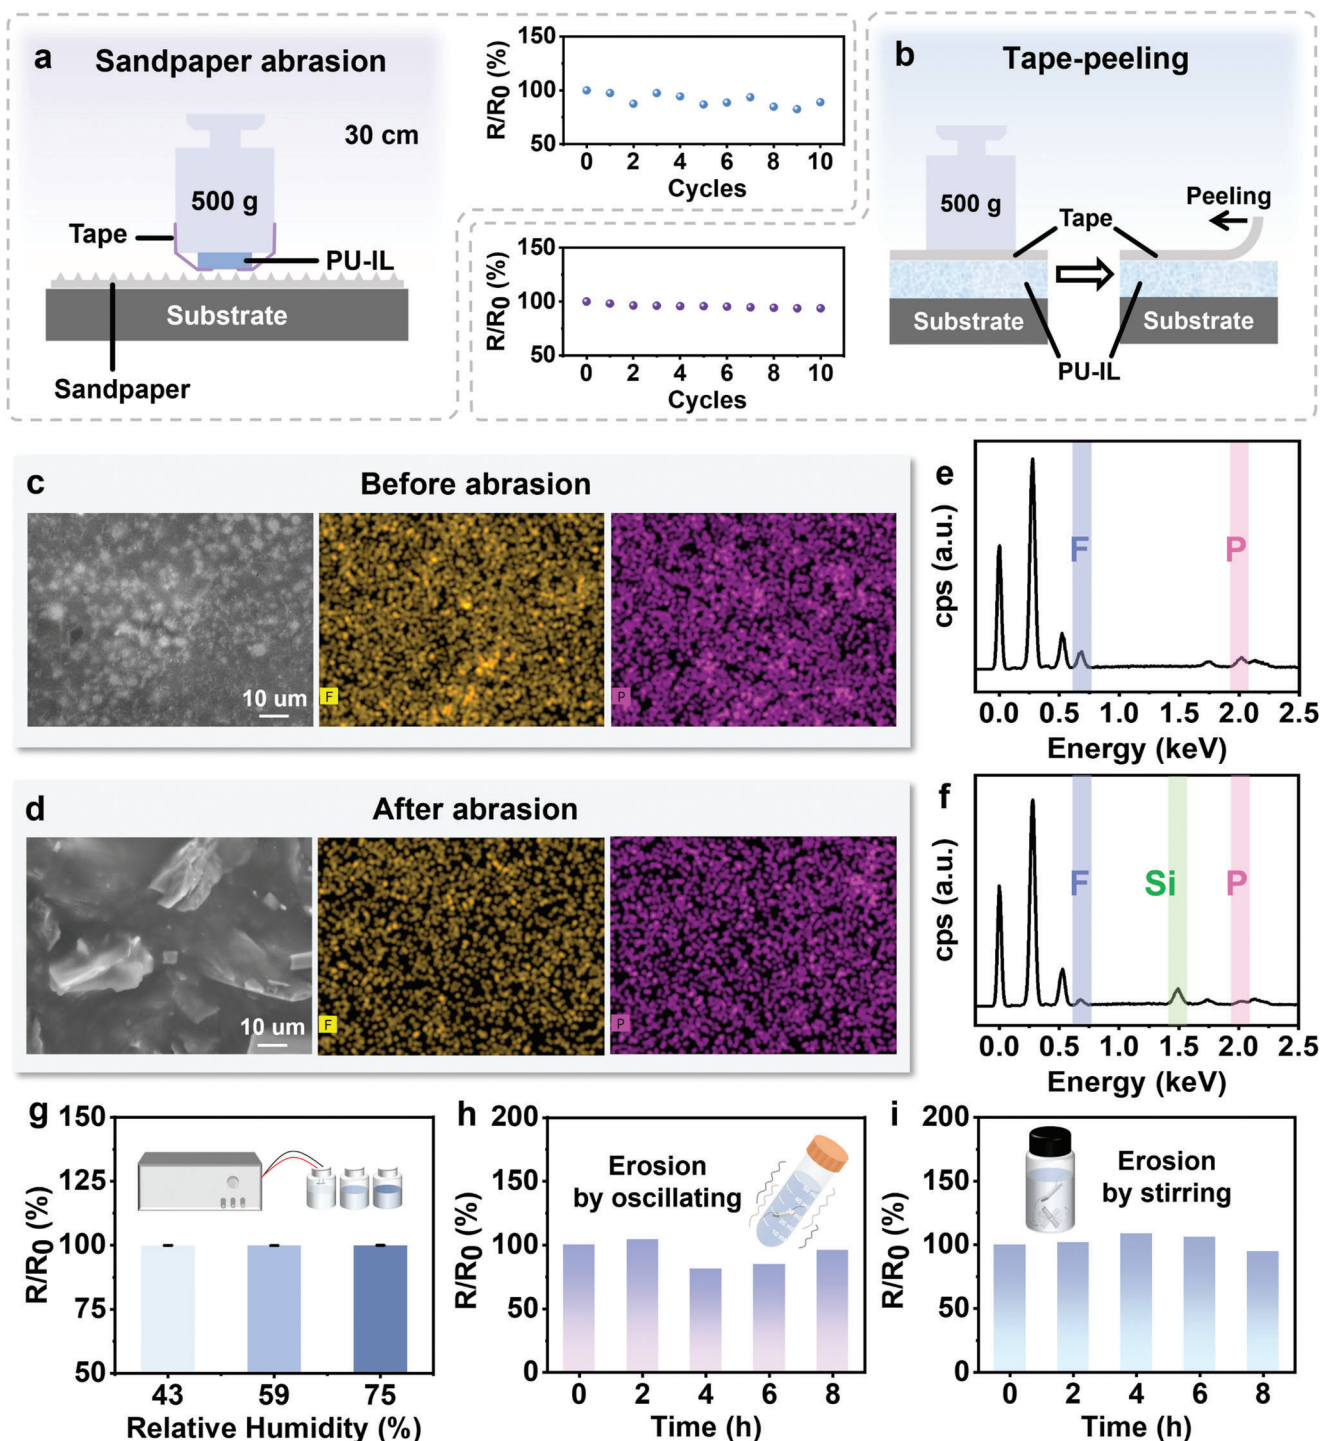 a
Sandpaper abrasion
30 cm
500 g
Tape
PU-IL
Substrate
Sandpaper
R/R0 (%)
150
100
50
0 2 4 6 8 10
Cycles
R/R0 (%)
150
100
50
0 2 4 6 8 10
Cycles
b
Tape-peeling
500 g
Tape
Peeling
Substrate
Substrate
PU-IL
c
Before abrasion
10 um
F
P
d
After abrasion
10 um
F
P
e
F
P
cps (a.u.)
0.0 0.5 1.0 1.5 2.0 2.5
Energy (keV)
f
F
Si
P
cps (a.u.)
0.0 0.5 1.0 1.5 2.0 2.5
Energy (keV)
g
R/R0 (%)
150
125
100
75
50
43 59 75
Relative Humidity (%)
h
Erosion
by oscillating
R/R0 (%)
200
150
100
50
0
0 2 4 6 8
Time (h)
i
Erosion
by stirring
R/R0 (%)
200
150
100
50
0
0 2 4 6 8
Time (h)